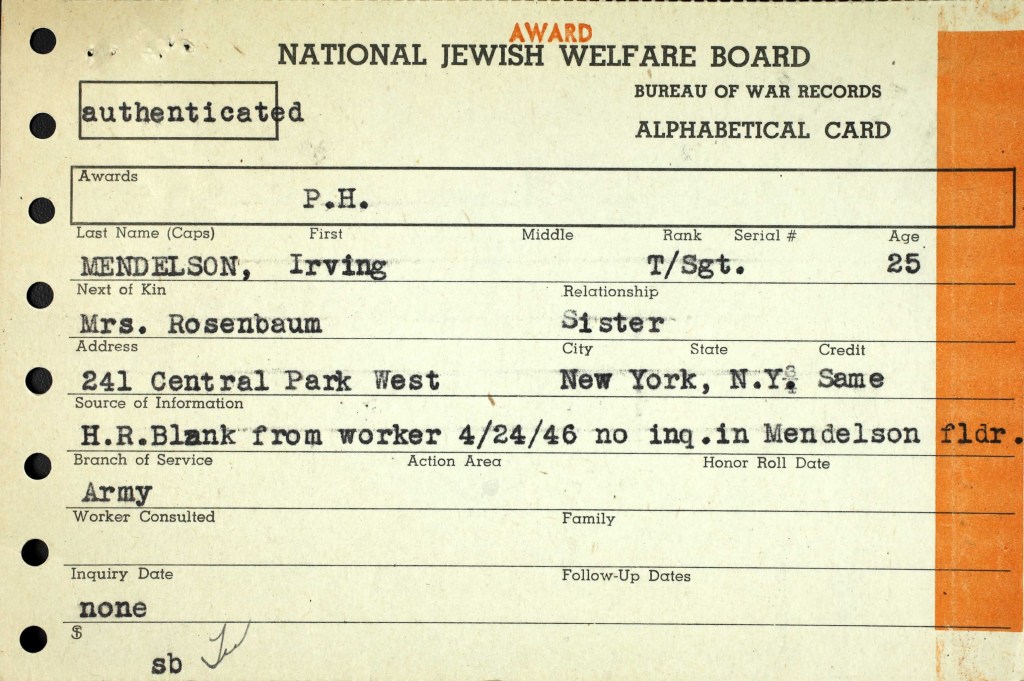 AWARD
NATIONAL JEWISH WELFARE BOARD
BUREAU OF WAR RECORDS
authenticated
ALPHABETICAL CARD
Awards
P.H.
Last Name (Caps) First Middle Rank Serial # Age
MENDELSON, Irving T/Sgt. 25
Next of Kin Relationship
Mrs. Rosenbaum Sister
Address City State Credit
241 Central Park West New York, N.Y. Same
Source of Information
H.R.Blank from worker 4/24/46 no inq.in Mendelson fldr.
Branch of Service Action Area Honor Roll Date
Army
Worker Consulted Family
Inquiry Date Follow-Up Dates
none
sb